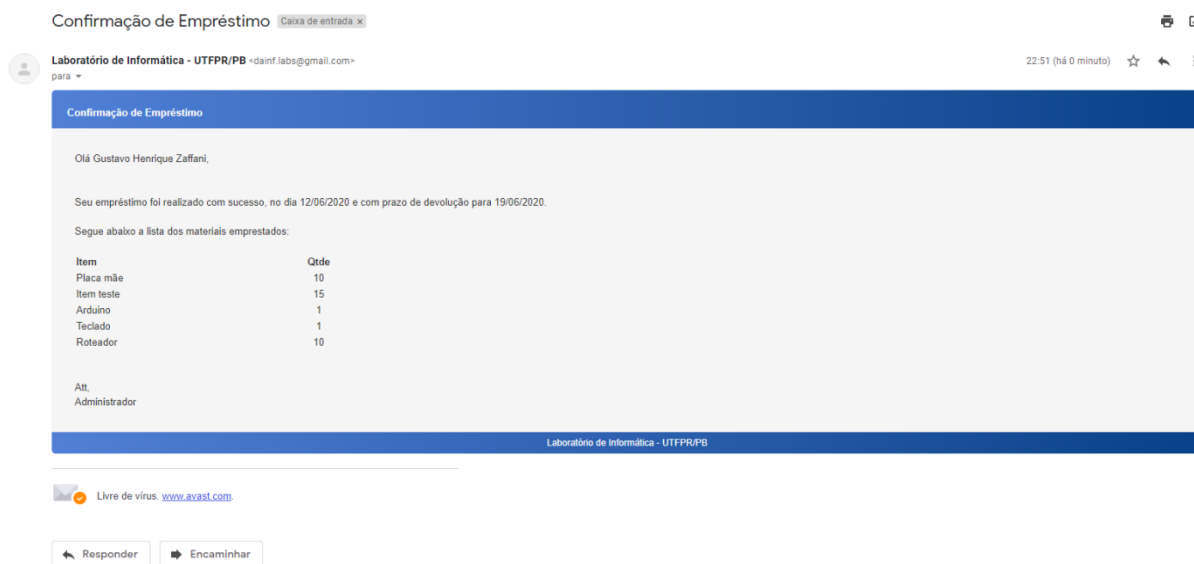 Confirmação de Empréstimo Caixa de entrada x
Laboratório de Informática - UTFPR/PB <dainf.labs@gmail.com> 22:51 (há 0 minuto)
para
Confirmação de Empréstimo
Olá Gustavo Henrique Zaffani,
Seu empréstimo foi realizado com sucesso, no dia 12/06/2020 e com prazo de devolução para 19/06/2020.
Segue abaixo a lista dos materiais emprestados:
Item Qtde
Placa mãe 10
Item teste 15
Arduino 1
Teclado 1
Roteador 10
Att,
Administrador
Laboratório de Informática - UTFPR/PB
Livre de vírus. www.avast.com.
Responder Encaminhar